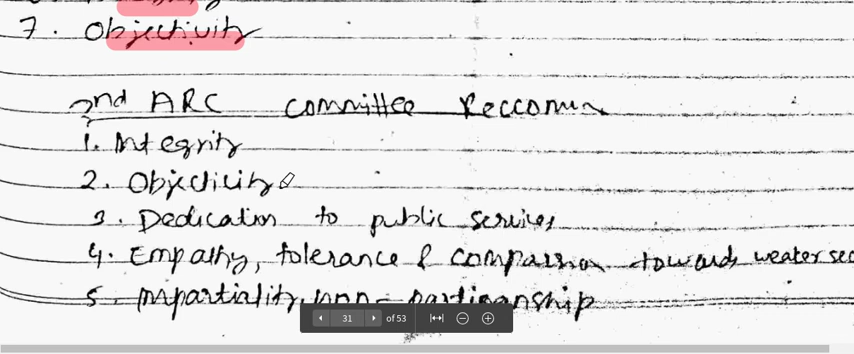 7. Objectivity
2nd ARC committee Reccomm
1. Integrity
2. Objectivity
3. Dedication to public services
4. Empathy, tolerance & compassion towards weaker sec
5. Impartiality, non-partisanship
31 of 53